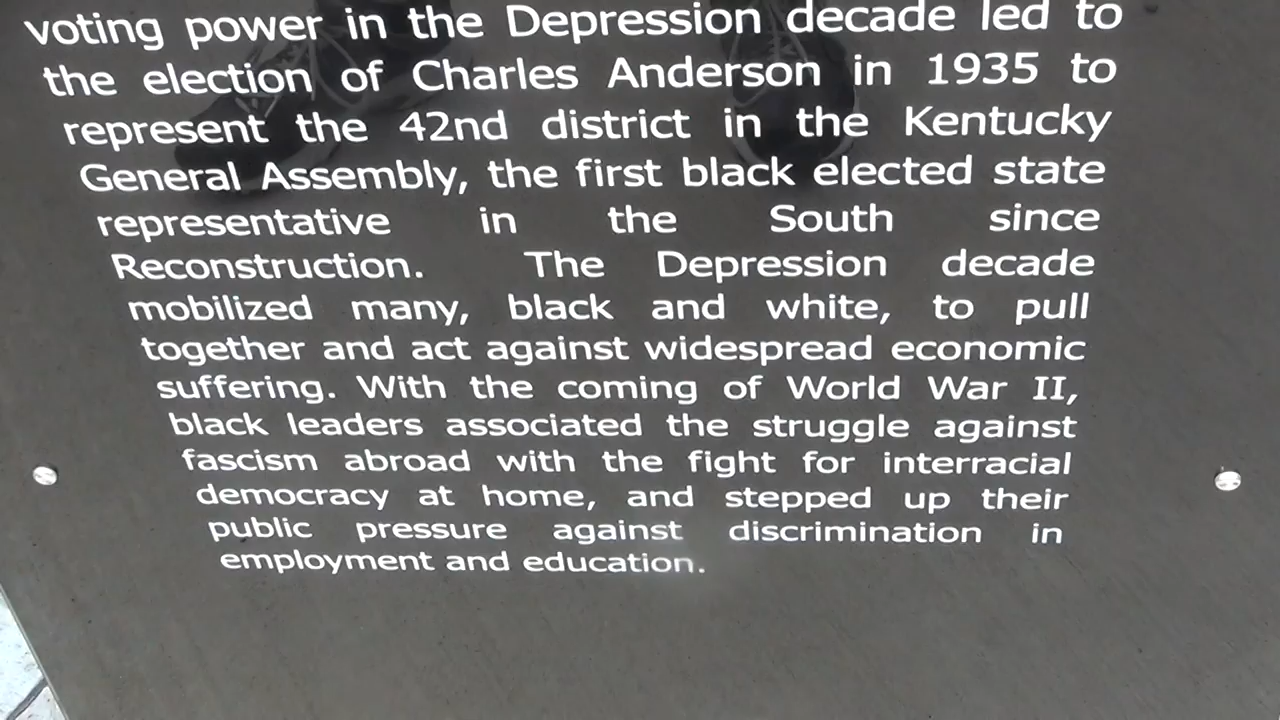 voting power in the Depression decade led to
the election of Charles Anderson in 1935 to
represent the 42nd district in the Kentucky
General Assembly, the first black elected state
representative in the South since
Reconstruction. The Depression decade
mobilized many, black and white, to pull
together and act against widespread economic
suffering. With the coming of World War II,
black leaders associated the struggle against
fascism abroad with the fight for interracial
democracy at home, and stepped up their
public pressure against discrimination in
employment and education.